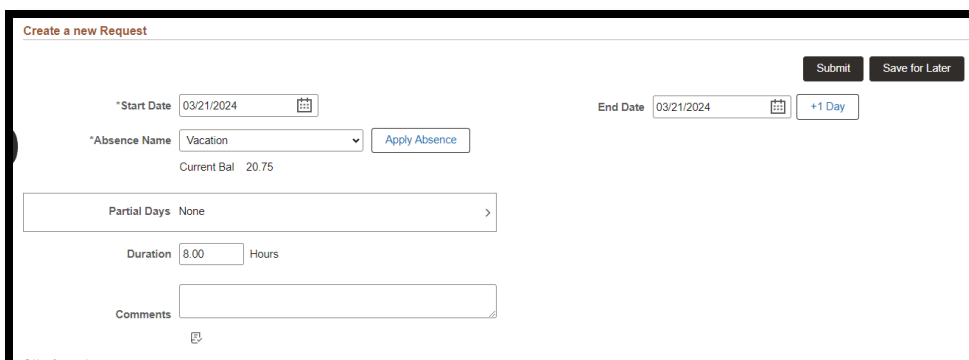 Create a new Request
Submit Save for Later
*Start Date 03/21/2024 End Date 03/21/2024 +1 Day
*Absence Name Vacation Apply Absence
Current Bal 20.75
Partial Days None
Duration 8.00 Hours
Comments